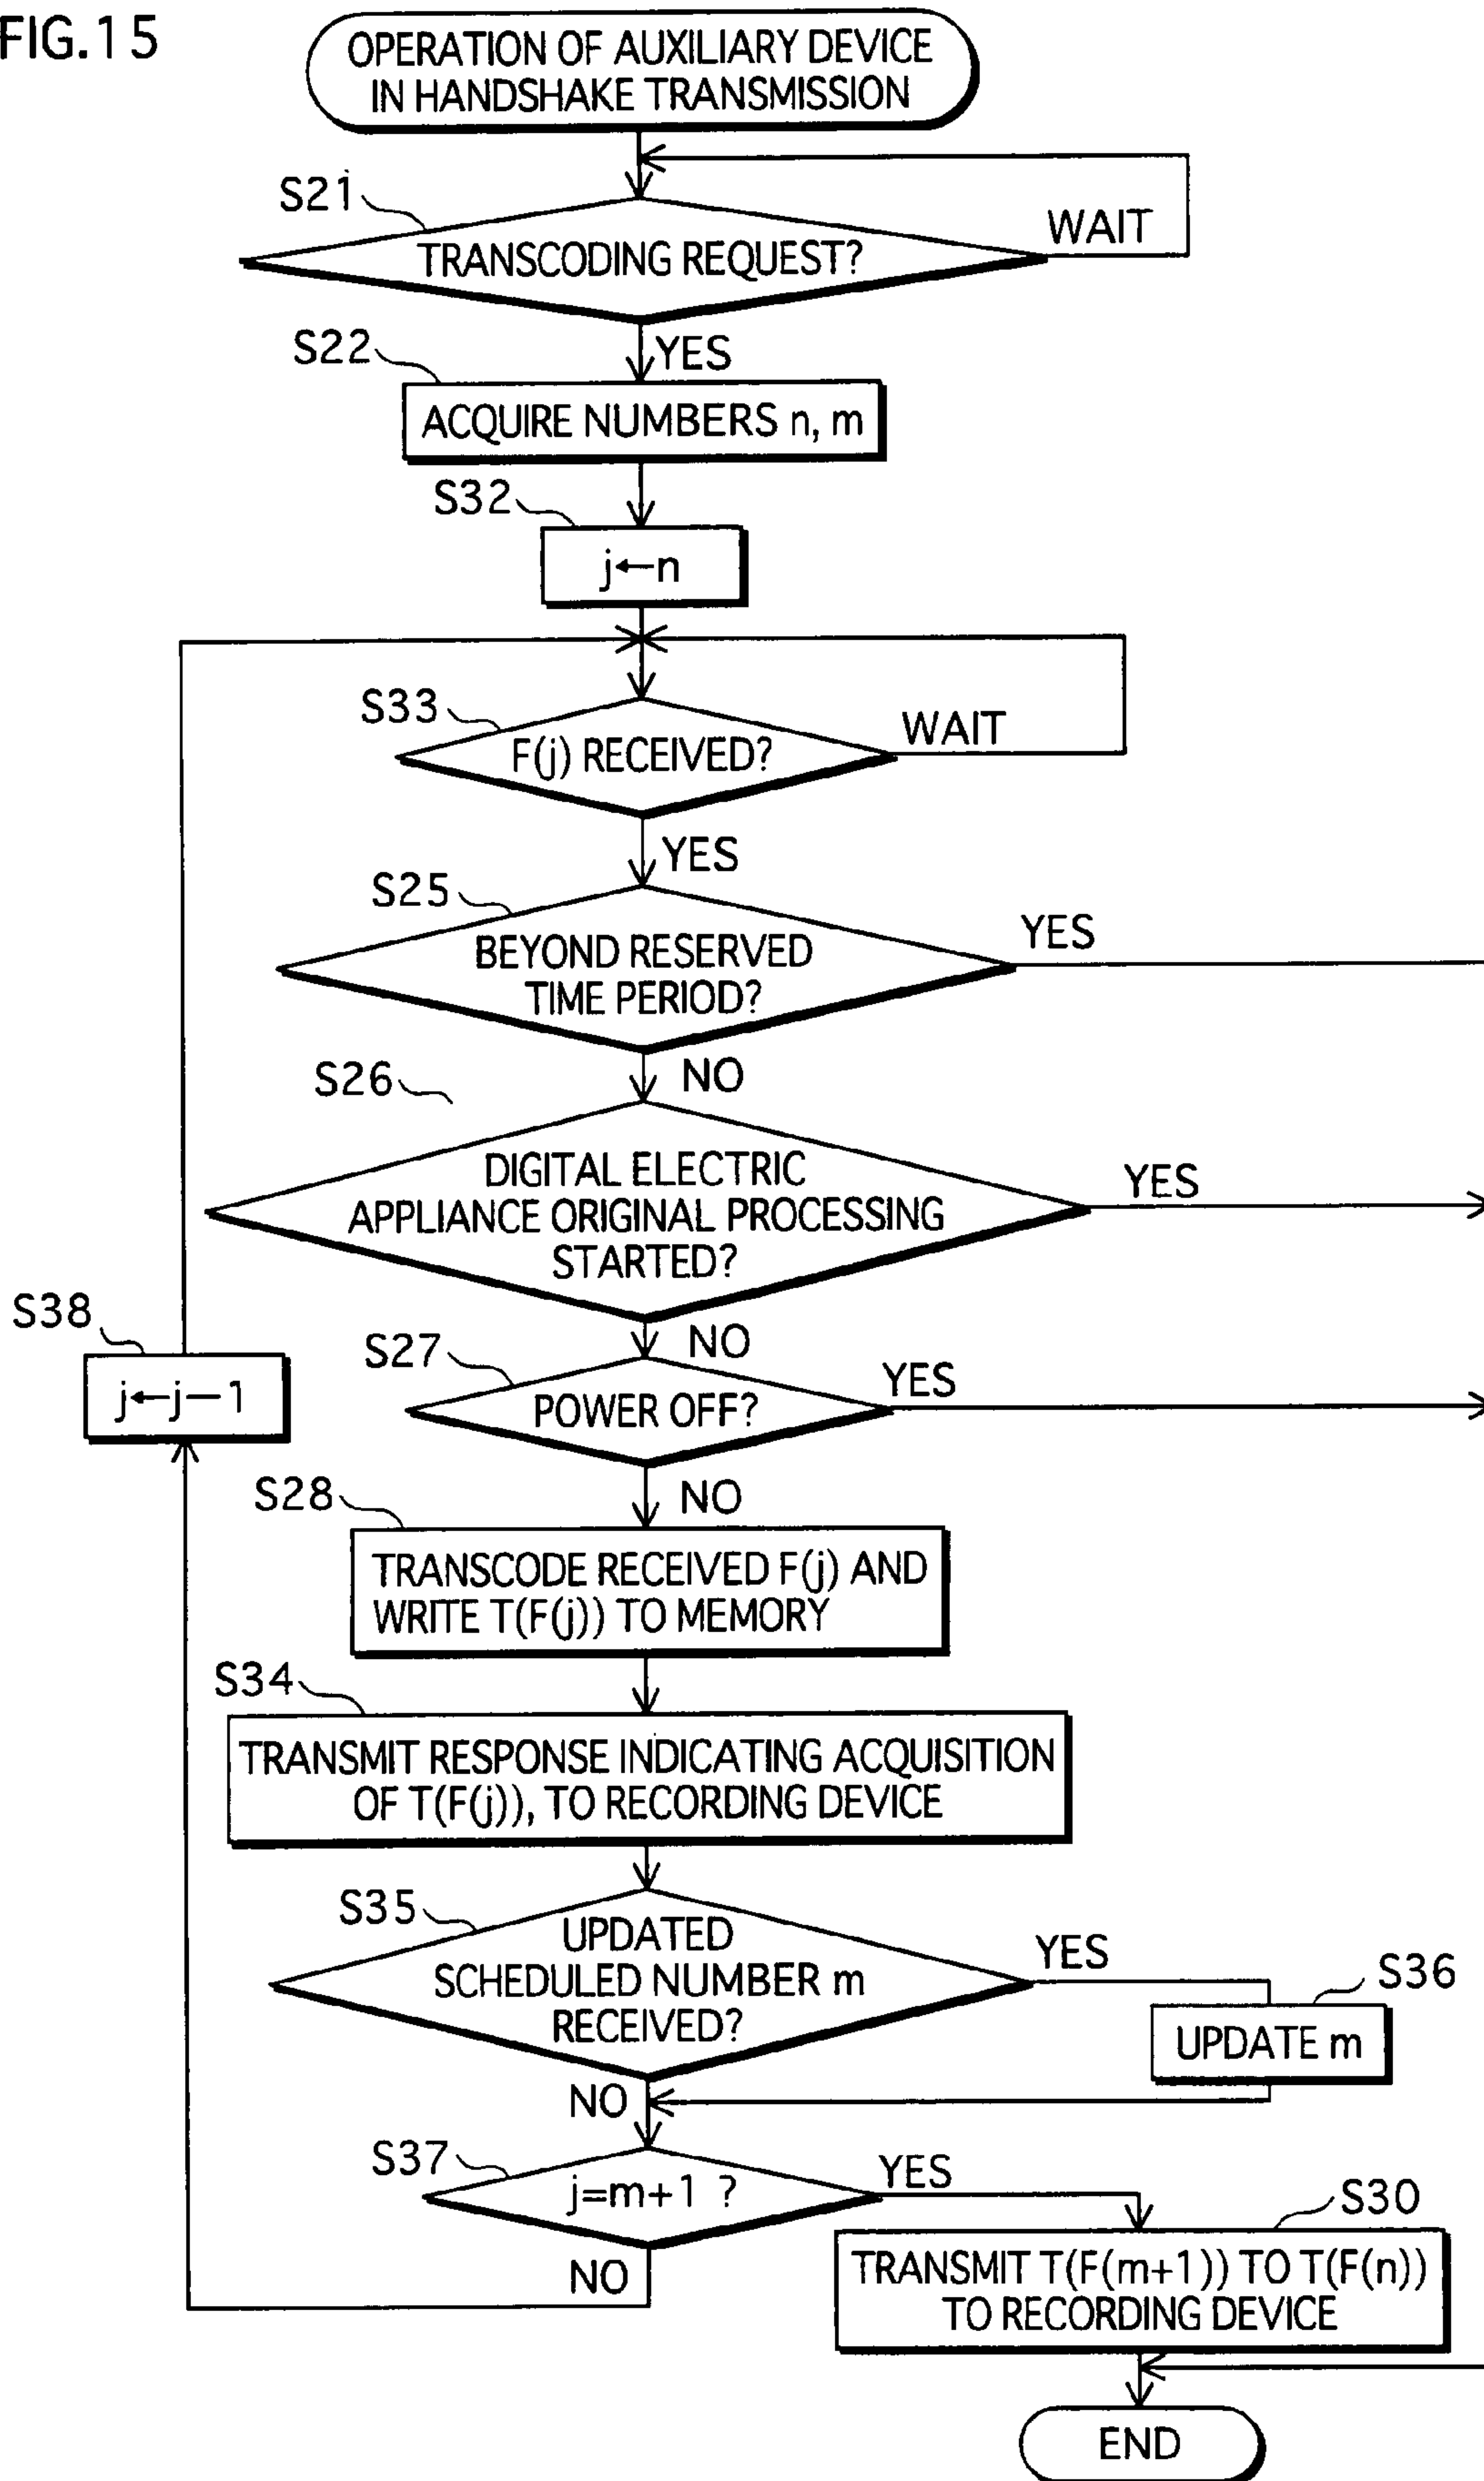 FIG.15
OPERATION OF AUXILIARY DEVICE
IN HANDSHAKE TRANSMISSION
S21
TRANSCODING REQUEST?
WAIT
YES
S22
ACQUIRE NUMBERS n, m
S32
j←n
S33
F(j) RECEIVED?
WAIT
YES
S25
BEYOND RESERVED
TIME PERIOD?
YES
NO
S26
DIGITAL ELECTRIC
APPLIANCE ORIGINAL PROCESSING
STARTED?
YES
NO
S38
j←j−1
S27
POWER OFF?
YES
NO
S28
TRANSCODE RECEIVED F(j) AND
WRITE T(F(j)) TO MEMORY
S34
TRANSMIT RESPONSE INDICATING ACQUISITION
OF T(F(j)), TO RECORDING DEVICE
S35
UPDATED
SCHEDULED NUMBER m
RECEIVED?
YES
S36
UPDATE m
NO
S37
j=m+1 ?
YES
NO
S30
TRANSMIT T(F(m+1)) TO T(F(n))
TO RECORDING DEVICE
END